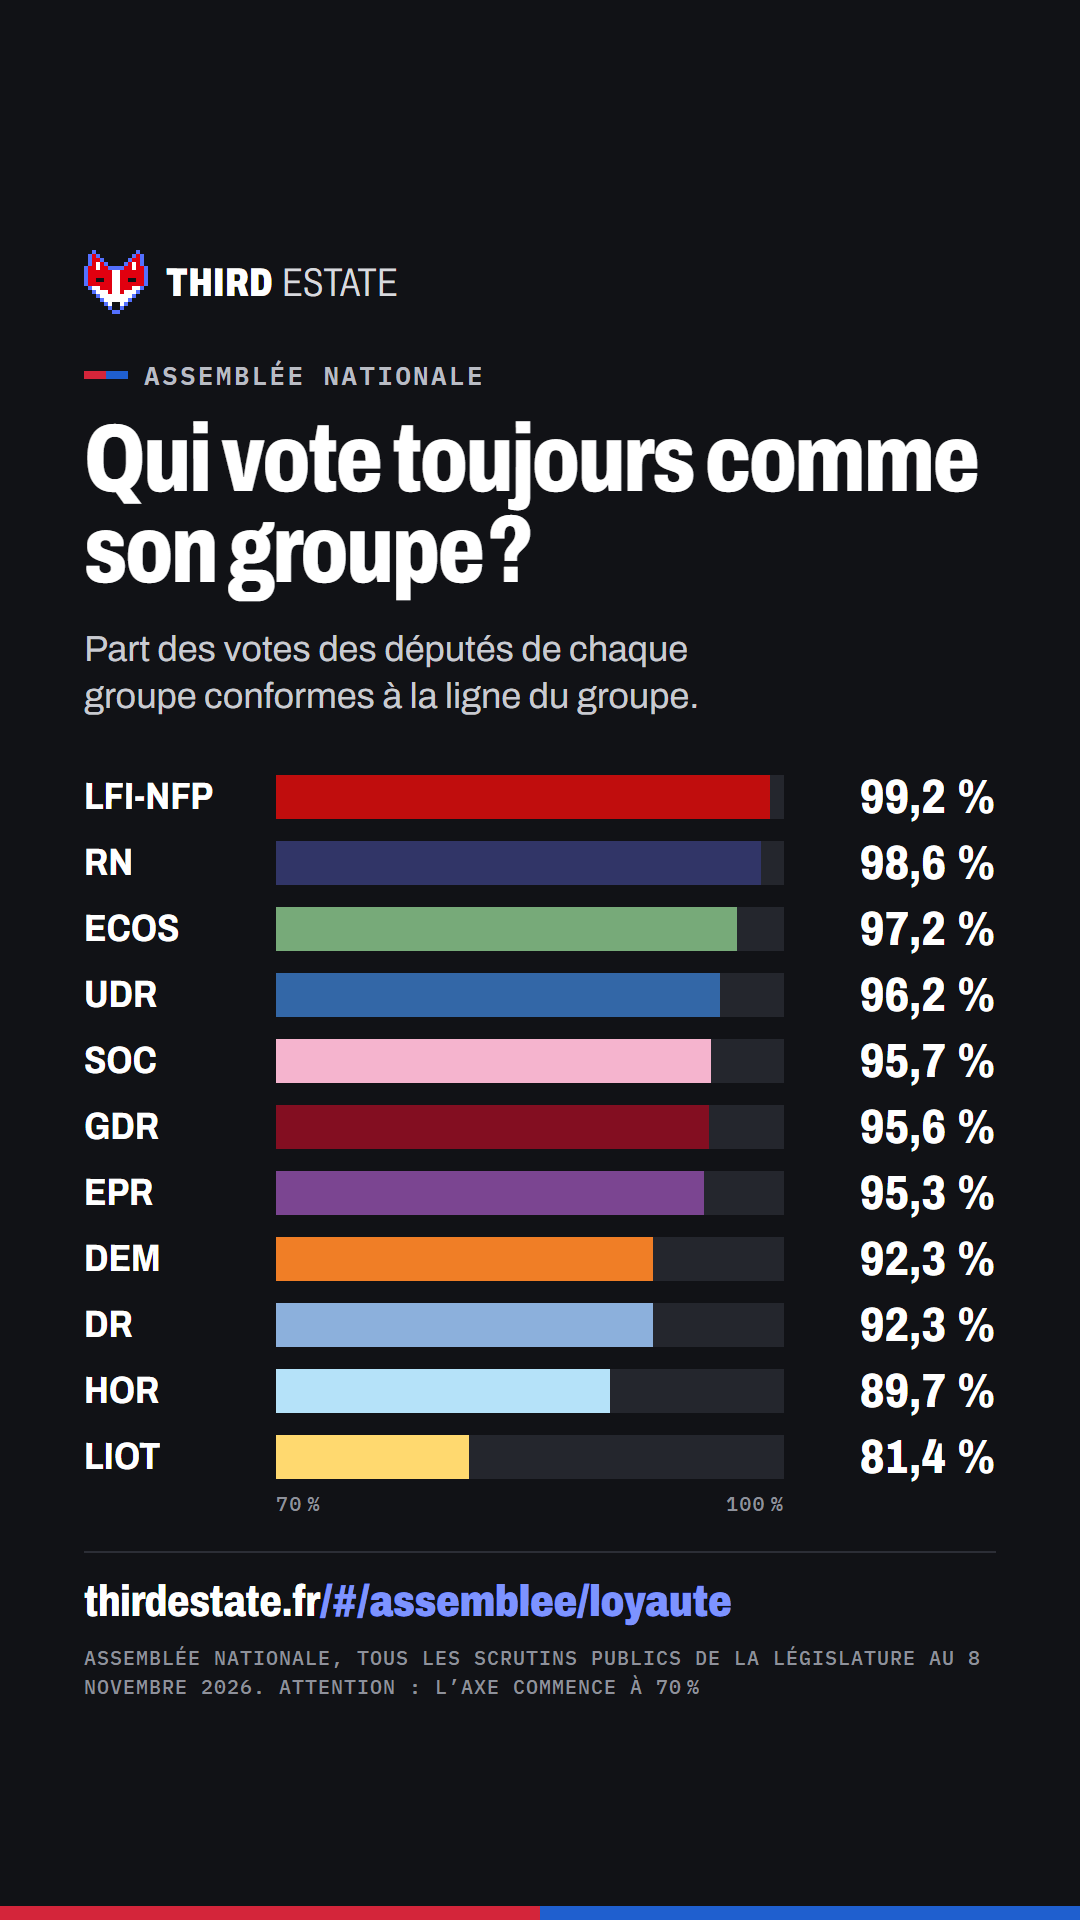 THIRD ESTATE
ASSEMBLÉE NATIONALE
Qui vote toujours comme
son groupe ?
Part des votes des députés de chaque
groupe conformes à la ligne du groupe.
LFI-NFP 99,2 %
RN 98,6 %
ECOS 97,2 %
UDR 96,2 %
SOC 95,7 %
GDR 95,6 %
EPR 95,3 %
DEM 92,3 %
DR 92,3 %
HOR 89,7 %
LIOT 81,4 %
70 % 100 %
thirdestate.fr/#/assemblee/loyaute
ASSEMBLÉE NATIONALE, TOUS LES SCRUTINS PUBLICS DE LA LÉGISLATURE AU 8
NOVEMBRE 2026. ATTENTION : L’AXE COMMENCE À 70 %